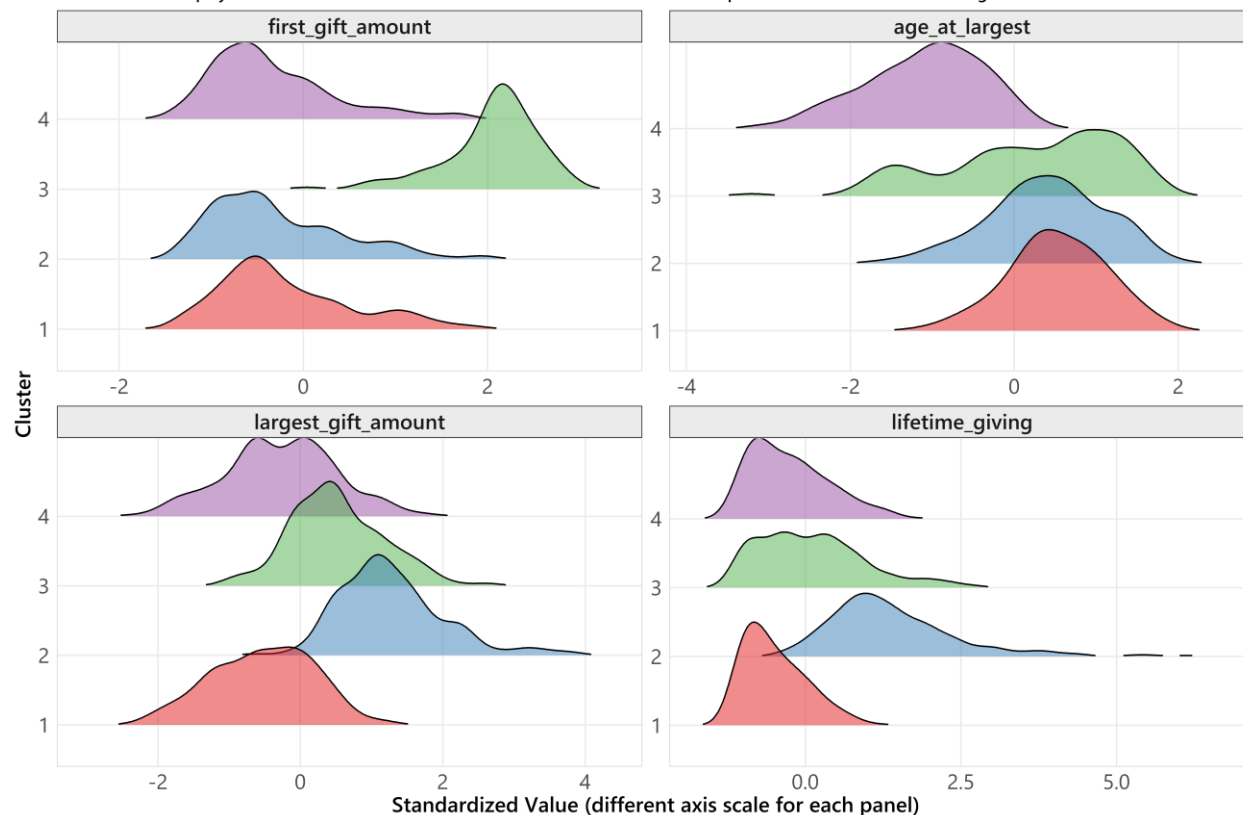 first_gift_amount
age_at_largest
4
3
2
1
-2 0 2
4
3
2
1
-4 -2 0 2
Cluster
largest_gift_amount
lifetime_giving
4
3
2
1
-2 0 2 4
4
3
2
1
0.0 2.5 5.0
Standardized Value (different axis scale for each panel)